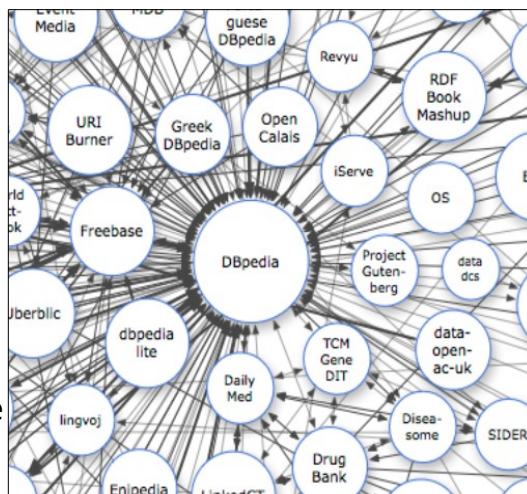 Event
Media
MDB
guese
DBpedia
Revyu
RDF
Book
Mashup
URI
Burner
Greek
DBpedia
Open
Calais
iServe
OS
Freebase
DBpedia
Project
Guten-
berg
data
dcs
dbpedia
lite
TCM
Gene
DIT
data-
open-
ac-uk
Daily
Med
lingvoj
Disea-
some
SIDER
Drug
Bank
Enipedia
LinkedCT